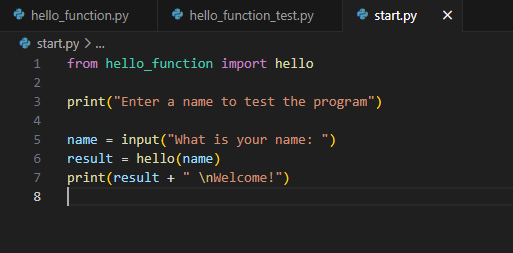 hello_function.py hello_function_test.py start.py ×
start.py > ...
1 from hello_function import hello
2
3 print("Enter a name to test the program")
4
5 name = input("What is your name: ")
6 result = hello(name)
7 print(result + " \nWelcome!")
8